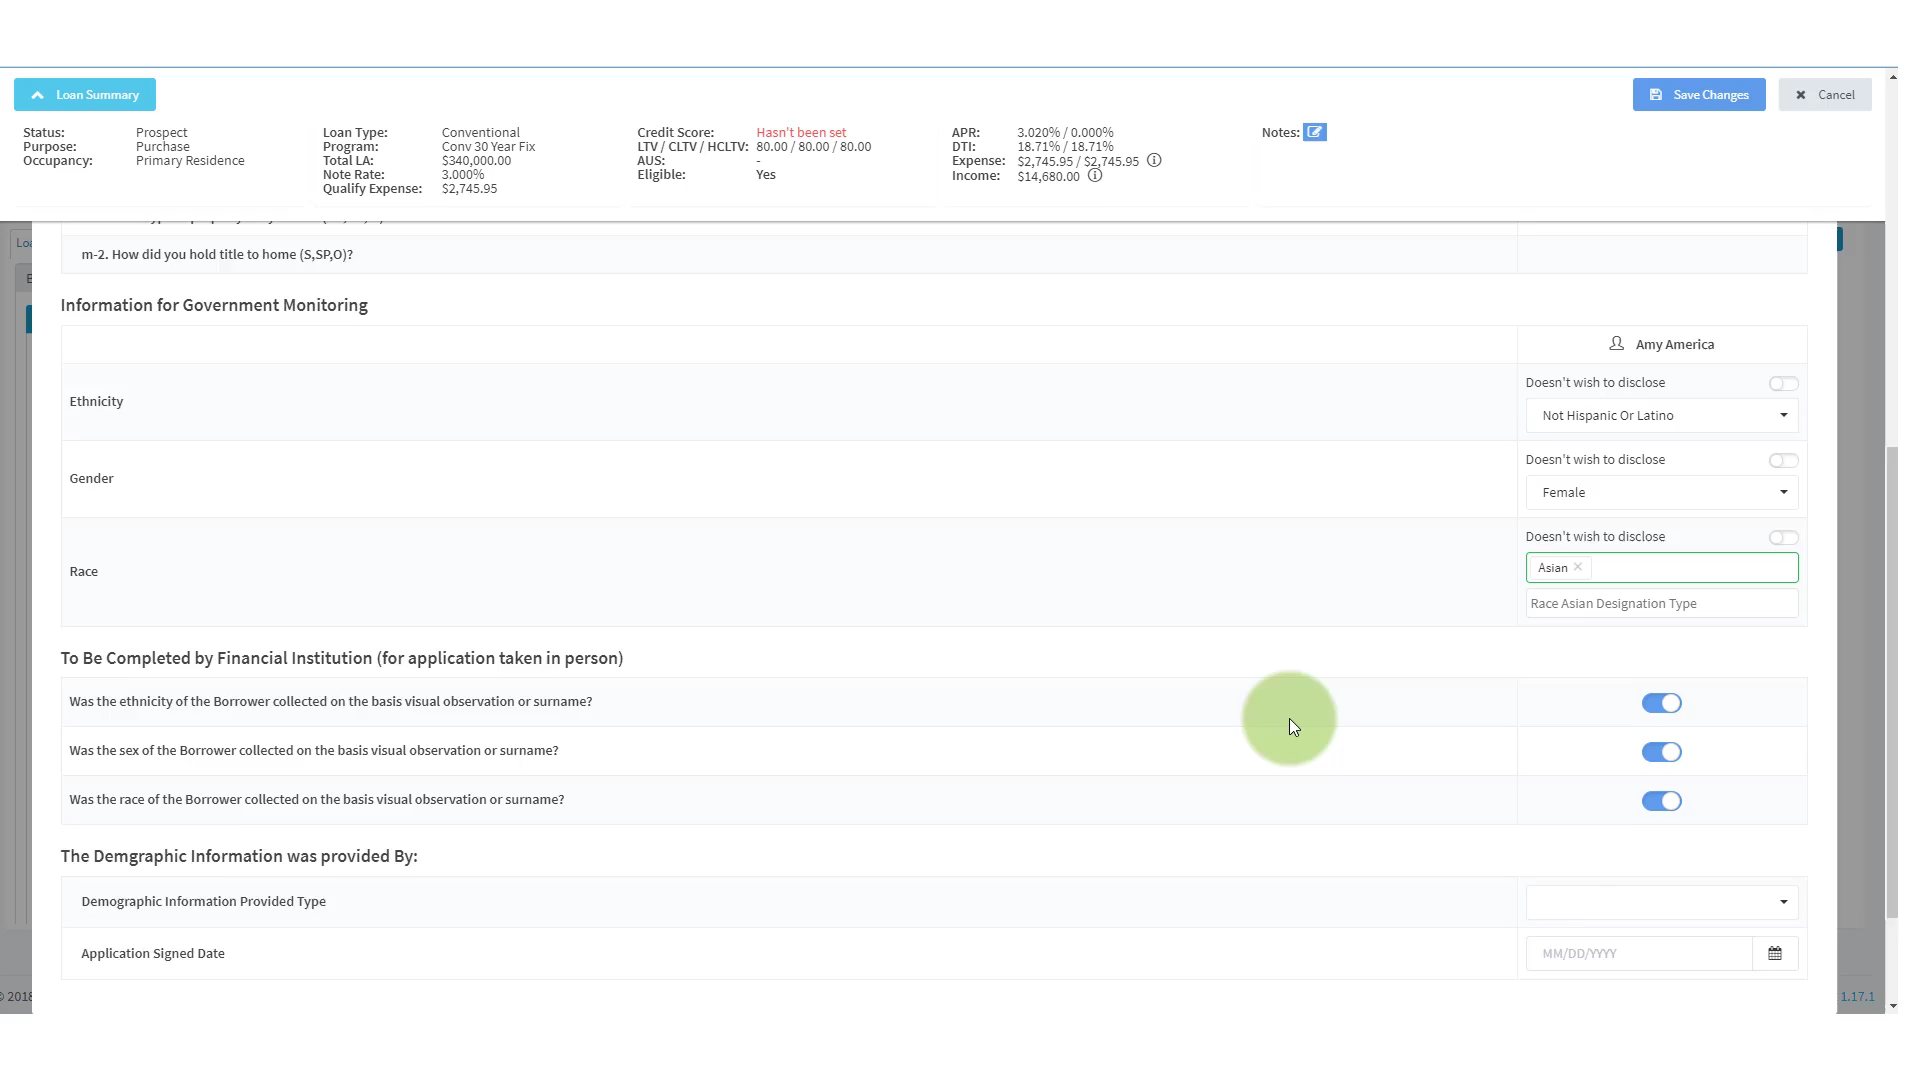 Loan Summary
Save Changes
Cancel
Status: Prospect
Purpose: Purchase
Occupancy: Primary Residence
Loan Type: Conventional
Program: Conv 30 Year Fix
Total LA: $340,000.00
Note Rate: 3.000%
Qualify Expense: $2,745.95
Credit Score: Hasn't been set
LTV / CLTV / HCLTV: 80.00 / 80.00 / 80.00
AUS: -
Eligible: Yes
APR: 3.020% / 0.000%
DTI: 18.71% / 18.71%
Expense: $2,745.95 / $2,745.95
Income: $14,680.00
Notes:
m-2. How did you hold title to home (S,SP,O)?
Information for Government Monitoring
Amy America
Ethnicity
Doesn't wish to disclose
Not Hispanic Or Latino
Gender
Doesn't wish to disclose
Female
Race
Doesn't wish to disclose
Asian
Race Asian Designation Type
To Be Completed by Financial Institution (for application taken in person)
Was the ethnicity of the Borrower collected on the basis visual observation or surname?
Was the sex of the Borrower collected on the basis visual observation or surname?
Was the race of the Borrower collected on the basis visual observation or surname?
The Demgraphic Information was provided By:
Demographic Information Provided Type
Application Signed Date
MM/DD/YYYY
© 2018
1.17.1